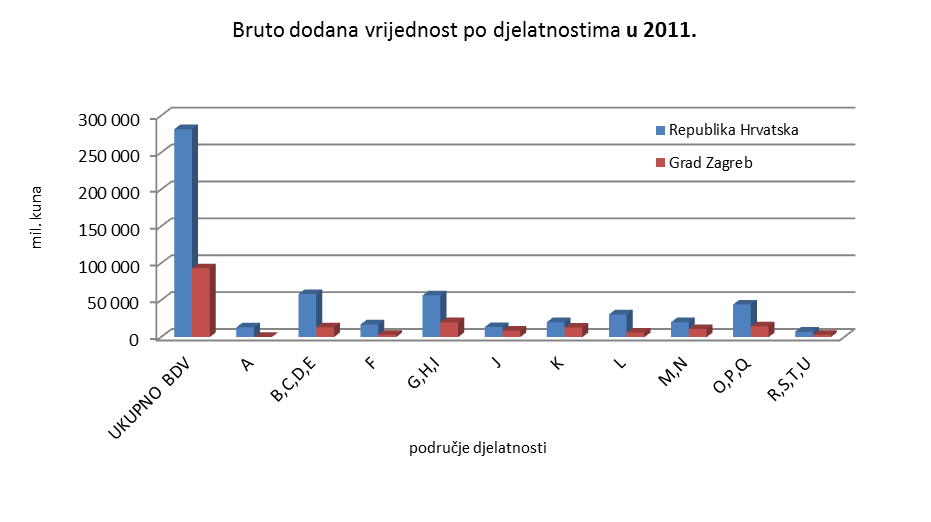 Bruto dodana vrijednost po djelatnostima u 2011.
300 000
250 000
200 000
150 000
100 000
50 000
0
mil. kuna
Republika Hrvatska
Grad Zagreb
UKUPNO BDV
A
B,C,D,E
F
G,H,I
J
K
L
M,N
O,P,Q
R,S,T,U
područje djelatnosti